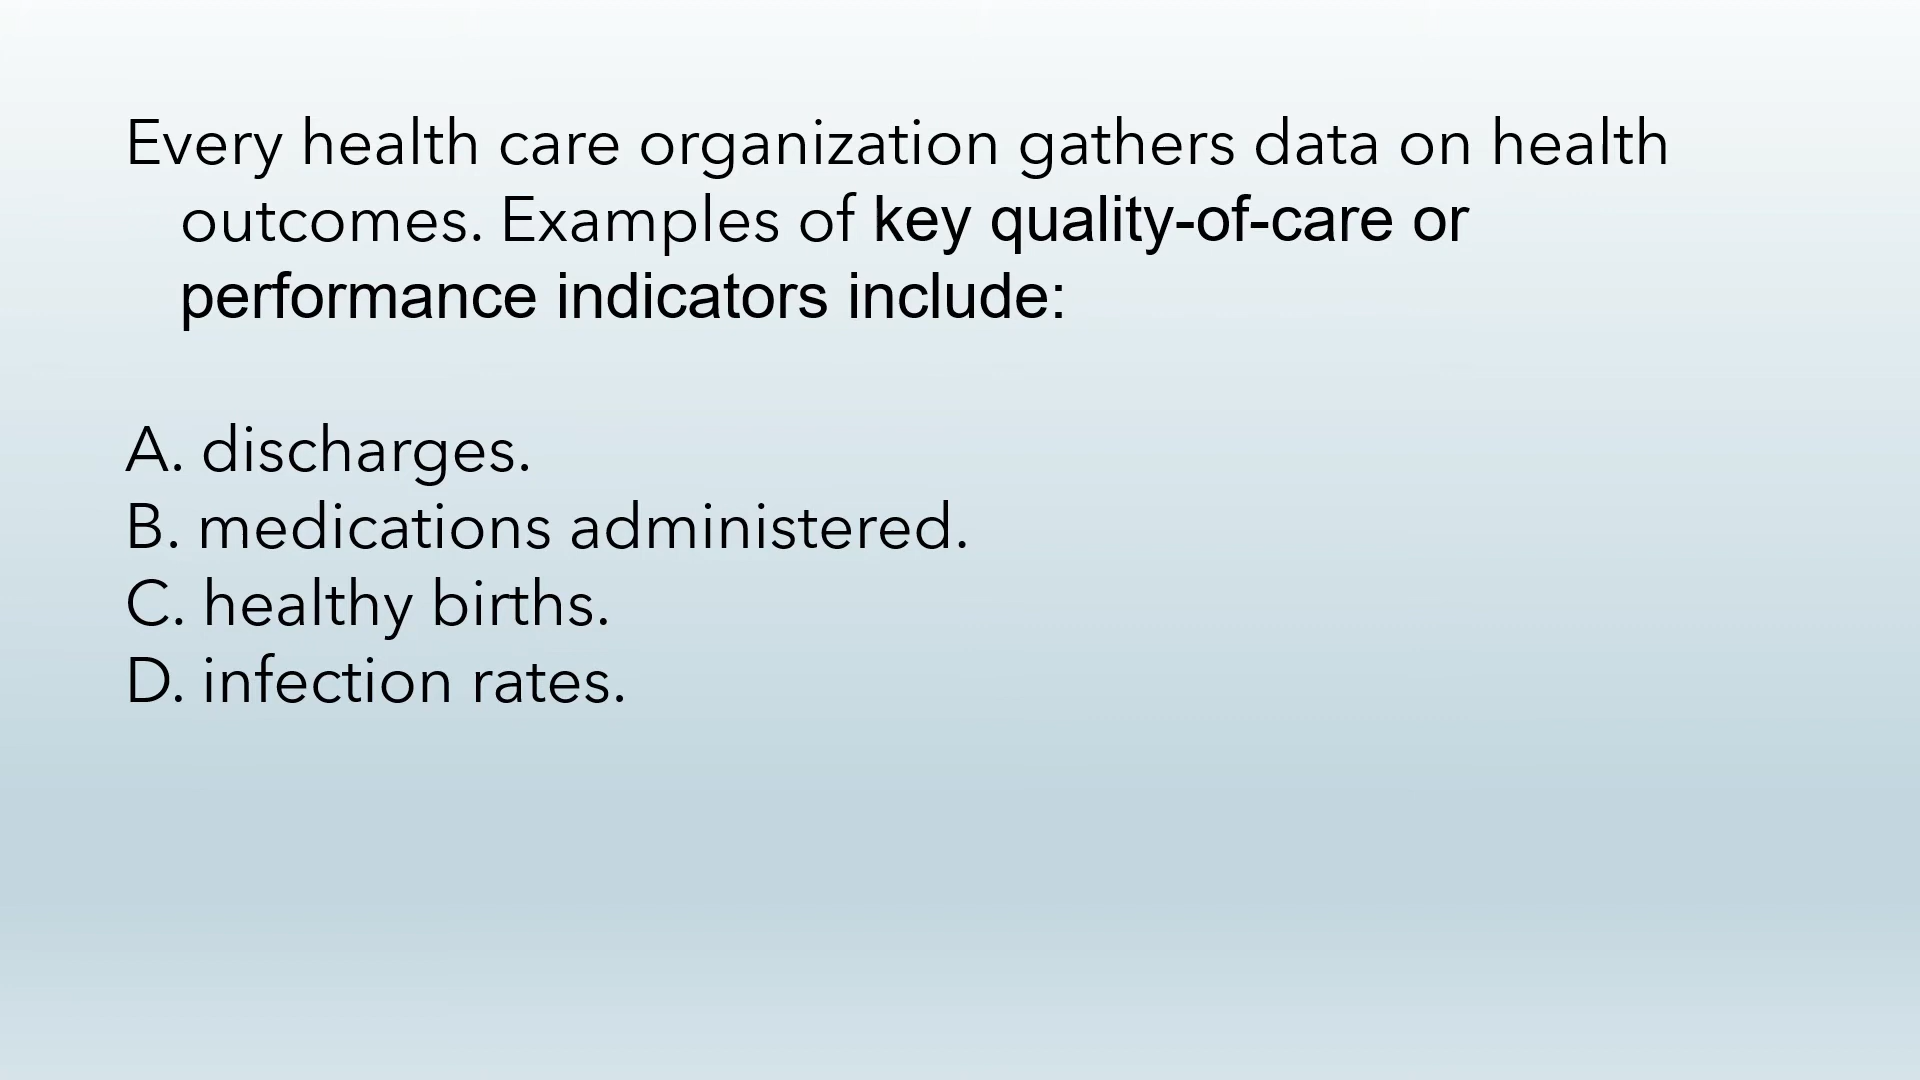 Every health care organization gathers data on health
outcomes. Examples of key quality-of-care or
performance indicators include:
A. discharges.
B. medications administered.
C. healthy births.
D. infection rates.